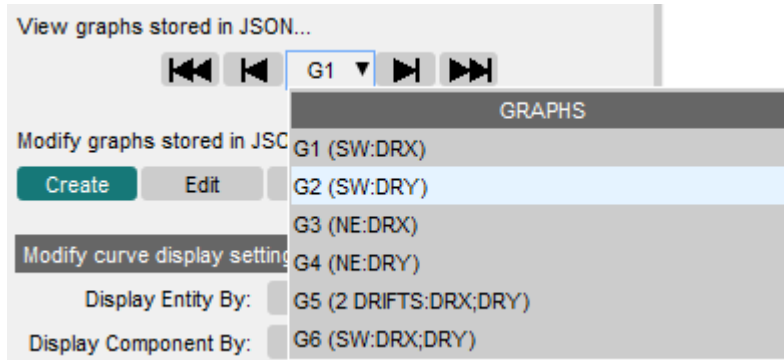 View graphs stored in JSON...
G1
GRAPHS
Modify graphs stored in JSC
G1 (SW:DRX)
Create Edit
G2 (SW:DRY)
G3 (NE:DRX)
Modify curve display setting
G4 (NE:DRY)
Display Entity By:
G5 (2 DRIFTS:DRX;DRY)
Display Component By:
G6 (SW:DRX;DRY)